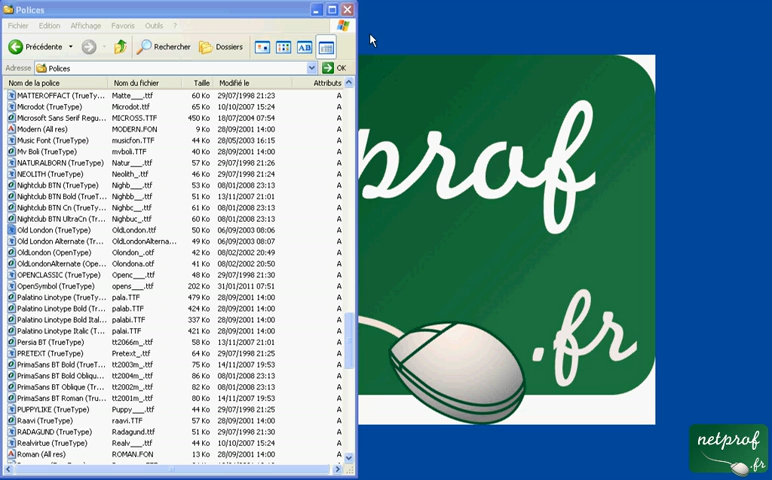 Polices
Fichier Edition Affichage Favoris Outils ?
Précédente Rechercher Dossiers
Adresse Polices OK
Nom de la police Nom du fichier Taille Modifié le Attributs
MATTEROFFACT (TrueTy... Matte___.ttf 60 Ko 29/07/1998 21:23 A
Microdot (TrueType) Microdot.ttf 65 Ko 10/10/2007 15:24 A
Microsoft Sans Serif Regu... MICROSS.TTF 450 Ko 18/07/2004 07:54 A
Modern (All res) MODERN.FON 9 Ko 28/09/2001 14:00 A
Music Font (TrueType) musicfon.TTF 44 Ko 28/05/2003 16:15 A
Mv Boli (TrueType) mvboli.TTF 40 Ko 28/09/2001 14:00 A
NATURALBORN (TrueType) Natur___.ttf 57 Ko 29/07/1998 21:26 A
NEOLITH (TrueType) Neolith_.ttf 46 Ko 29/07/1998 21:24 A
Nightclub BTN (TrueType) Nighb___.ttf 53 Ko 08/01/2008 23:13 A
Nightclub BTN Bold (TrueT... Nighbb__.ttf 51 Ko 13/11/2007 21:01 A
Nightclub BTN Cn (TrueType) Nighbc__.ttf 61 Ko 08/01/2008 23:13 A
Nightclub BTN UltraCn (Tr... Nighbuc_.ttf 60 Ko 08/01/2008 23:13 A
Old London (TrueType) OldLondon.ttf 50 Ko 06/09/2003 08:06 A
Old London Alternate (Tr... OldLondonAlterna... 49 Ko 06/09/2003 08:07 A
OldLondon (OpenType) Olondon_.otf 42 Ko 08/02/2002 20:49 A
OldLondonAlternate (Ope... Olondona.otf 41 Ko 08/02/2002 20:50 A
OPENCLASSIC (TrueType) Openc___.ttf 48 Ko 29/07/1998 21:30 A
OpenSymbol (TrueType) opens___.ttf 202 Ko 31/01/2011 07:51 A
Palatino Linotype (TrueTy... pala.TTF 479 Ko 28/09/2001 14:00 A
Palatino Linotype Bold (Tr... palab.TTF 424 Ko 28/09/2001 14:00 A
Palatino Linotype Bold Ital... palabi.TTF 337 Ko 28/09/2001 14:00 A
Palatino Linotype Italic (T... palai.TTF 421 Ko 28/09/2001 14:00 A
Persia BT (TrueType) tt2066m_.ttf 58 Ko 13/11/2007 21:01 A
PRETEXT (TrueType) Pretext_.ttf 64 Ko 29/07/1998 21:25 A
PrimaSans BT Bold (TrueT... tt2003m_.ttf 75 Ko 14/11/2007 19:53 A
PrimaSans BT Bold Obliqu... tt2004m_.ttf 86 Ko 08/01/2008 23:13 A
PrimaSans BT Oblique (Tr... tt2002m_.ttf 82 Ko 08/01/2008 23:13 A
PrimaSans BT Roman (Tru... tt2001m_.ttf 80 Ko 14/11/2007 19:53 A
PUPPYLIKE (TrueType) Puppy___.ttf 44 Ko 29/07/1998 21:25 A
Raavi (TrueType) raavi.TTF 57 Ko 28/09/2001 14:00 A
RADAGUND (TrueType) Radagund.ttf 51 Ko 29/07/1998 21:30 A
Realvirtue (TrueType) Realv___.ttf 44 Ko 10/10/2007 15:24 A
Roman (All res) ROMAN.FON 13 Ko 28/09/2001 14:00 A
prof
.fr
netprof
.fr